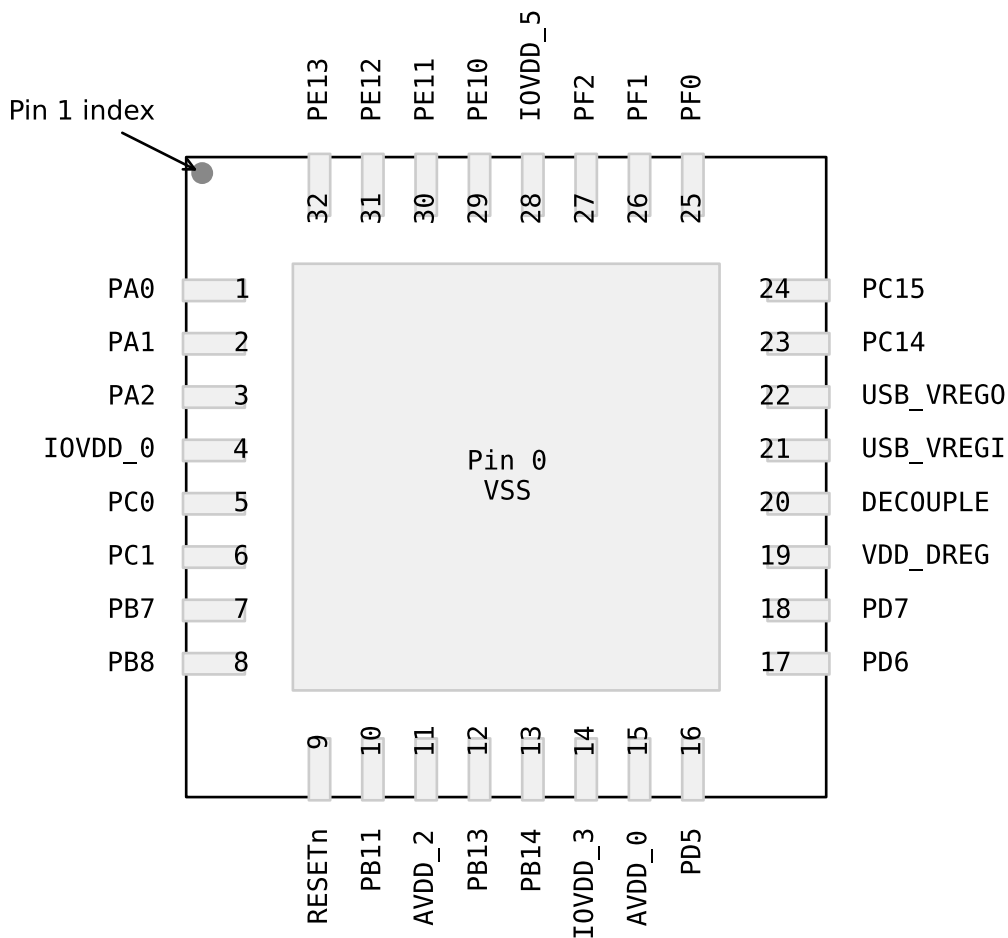 PE13 PE12 PE11 PE10 IOVDD_5 PF2 PF1 PF0
Pin 1 index
32 31 30 29 28 27 26 25
PA0 1 24 PC15
PA1 2 23 PC14
PA2 3 22 USB_VREGO
IOVDD_0 4 21 USB_VREGI
Pin 0
VSS
PC0 5 20 DECOUPLE
PC1 6 19 VDD_DREG
PB7 7 18 PD7
PB8 8 17 PD6
9 10 11 12 13 14 15 16
RESETn PB11 AVDD_2 PB13 PB14 IOVDD_3 AVDD_0 PD5